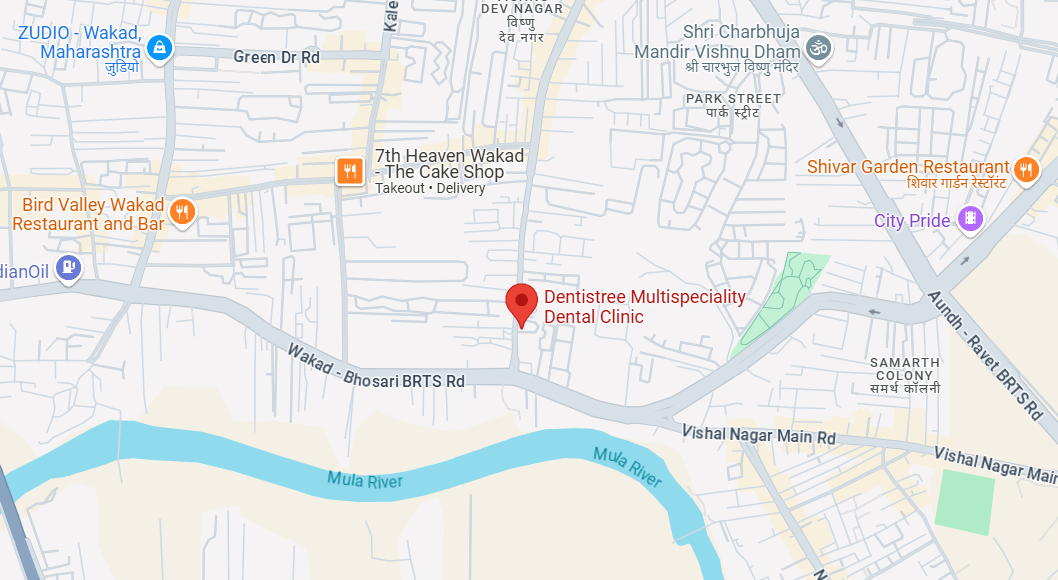 VISHNU
DEV NAGAR
विष्णु
देव नगर
Kale
ZUDIO - Wakad,
Maharashtra
जुडियो
Green Dr Rd
Shri Charbhuja
Mandir Vishnu Dham
श्री चारभुज विष्णु मंदिर
PARK STREET
पार्क स्ट्रीट
7th Heaven Wakad
- The Cake Shop
Takeout • Delivery
Shivar Garden Restaurant
शिवार गार्डन रेस्टॉरंट
Bird Valley Wakad
Restaurant and Bar
City Pride
dianOil
Dentistree Multispeciality
Dental Clinic
Wakad - Bhosari BRTS Rd
Aundh - Ravet BRTS Rd
SAMARTH
COLONY
समर्थ कॉलनी
Vishal Nagar Main Rd
Vishal Nagar Main
Mula River
Mula River
N